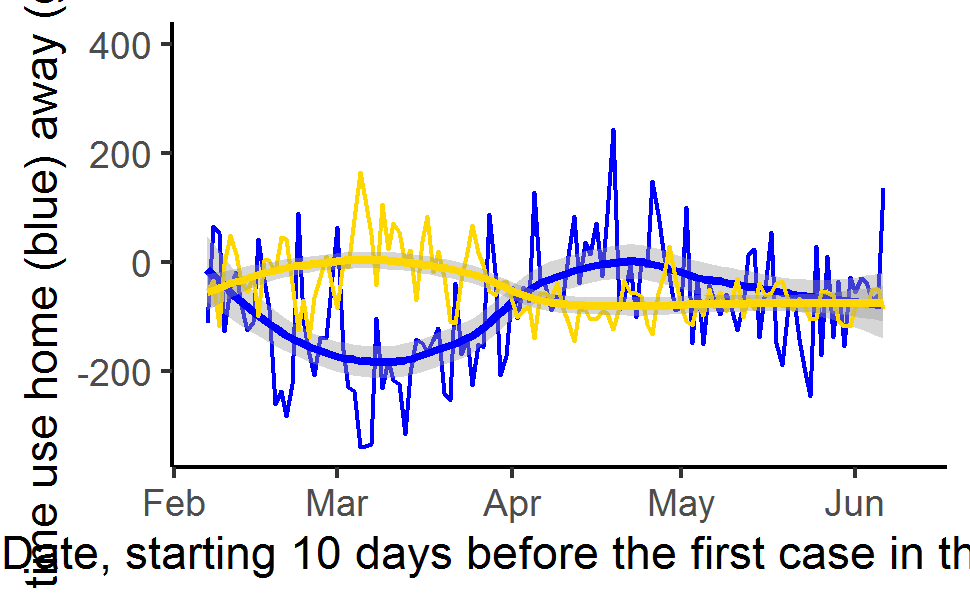 time use home (blue) away (
400
200
0
-200
Feb Mar Apr May Jun
Date, starting 10 days before the first case in th